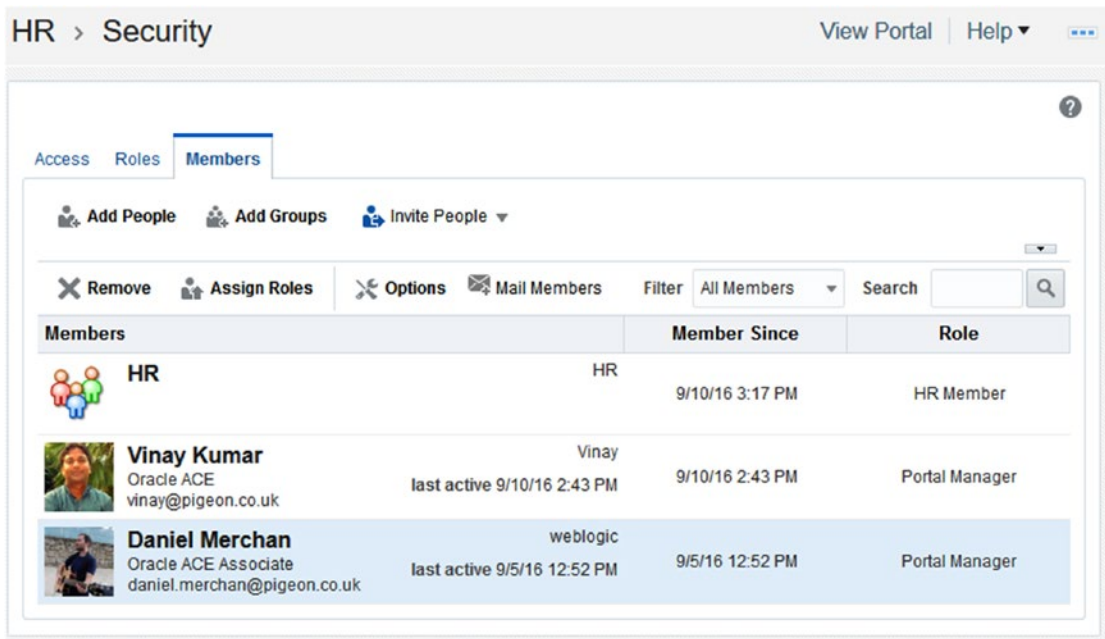 HR > Security View Portal Help
Access Roles Members
Add People Add Groups Invite People
Remove Assign Roles Options Mail Members Filter All Members Search
Members Member Since Role
HR HR 9/10/16 3:17 PM HR Member
Vinay Kumar Vinay
Oracle ACE last active 9/10/16 2:43 PM 9/10/16 2:43 PM Portal Manager
vinay@pigeon.co.uk
Daniel Merchan weblogic
Oracle ACE Associate last active 9/5/16 12:52 PM 9/5/16 12:52 PM Portal Manager
daniel.merchan@pigeon.co.uk